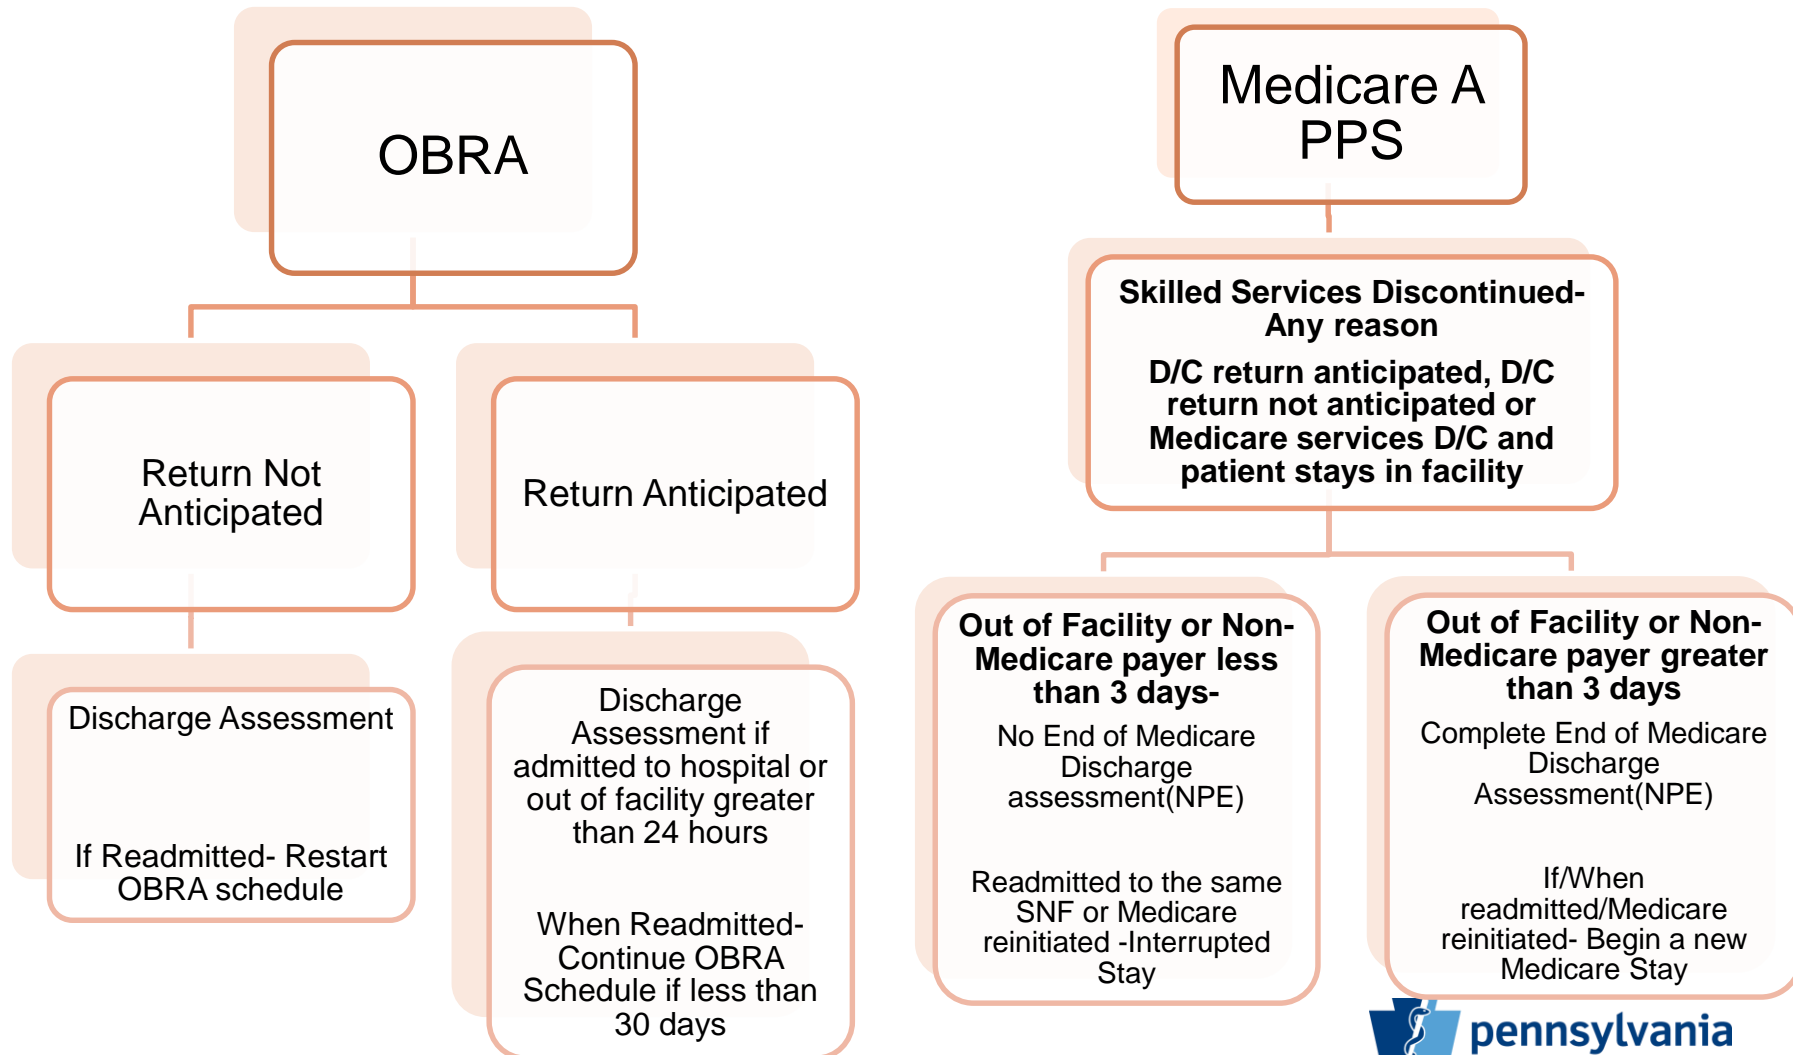 OBRA
Return Not
Anticipated
Return Anticipated
Discharge Assessment
If Readmitted- Restart
OBRA schedule
Discharge
Assessment if
admitted to hospital or
out of facility greater
than 24 hours
When Readmitted-
Continue OBRA
Schedule if less than
30 days
Medicare A
PPS
Skilled Services Discontinued-
Any reason
D/C return anticipated, D/C
return not anticipated or
Medicare services D/C and
patient stays in facility
Out of Facility or Non-
Medicare payer less
than 3 days-
No End of Medicare
Discharge
assessment(NPE)
Readmitted to the same
SNF or Medicare
reinitiated -Interrupted
Stay
Out of Facility or Non-
Medicare payer greater
than 3 days
Complete End of Medicare
Discharge
Assessment(NPE)
If/When
readmitted/Medicare
reinitiated- Begin a new
Medicare Stay
pennsylvania